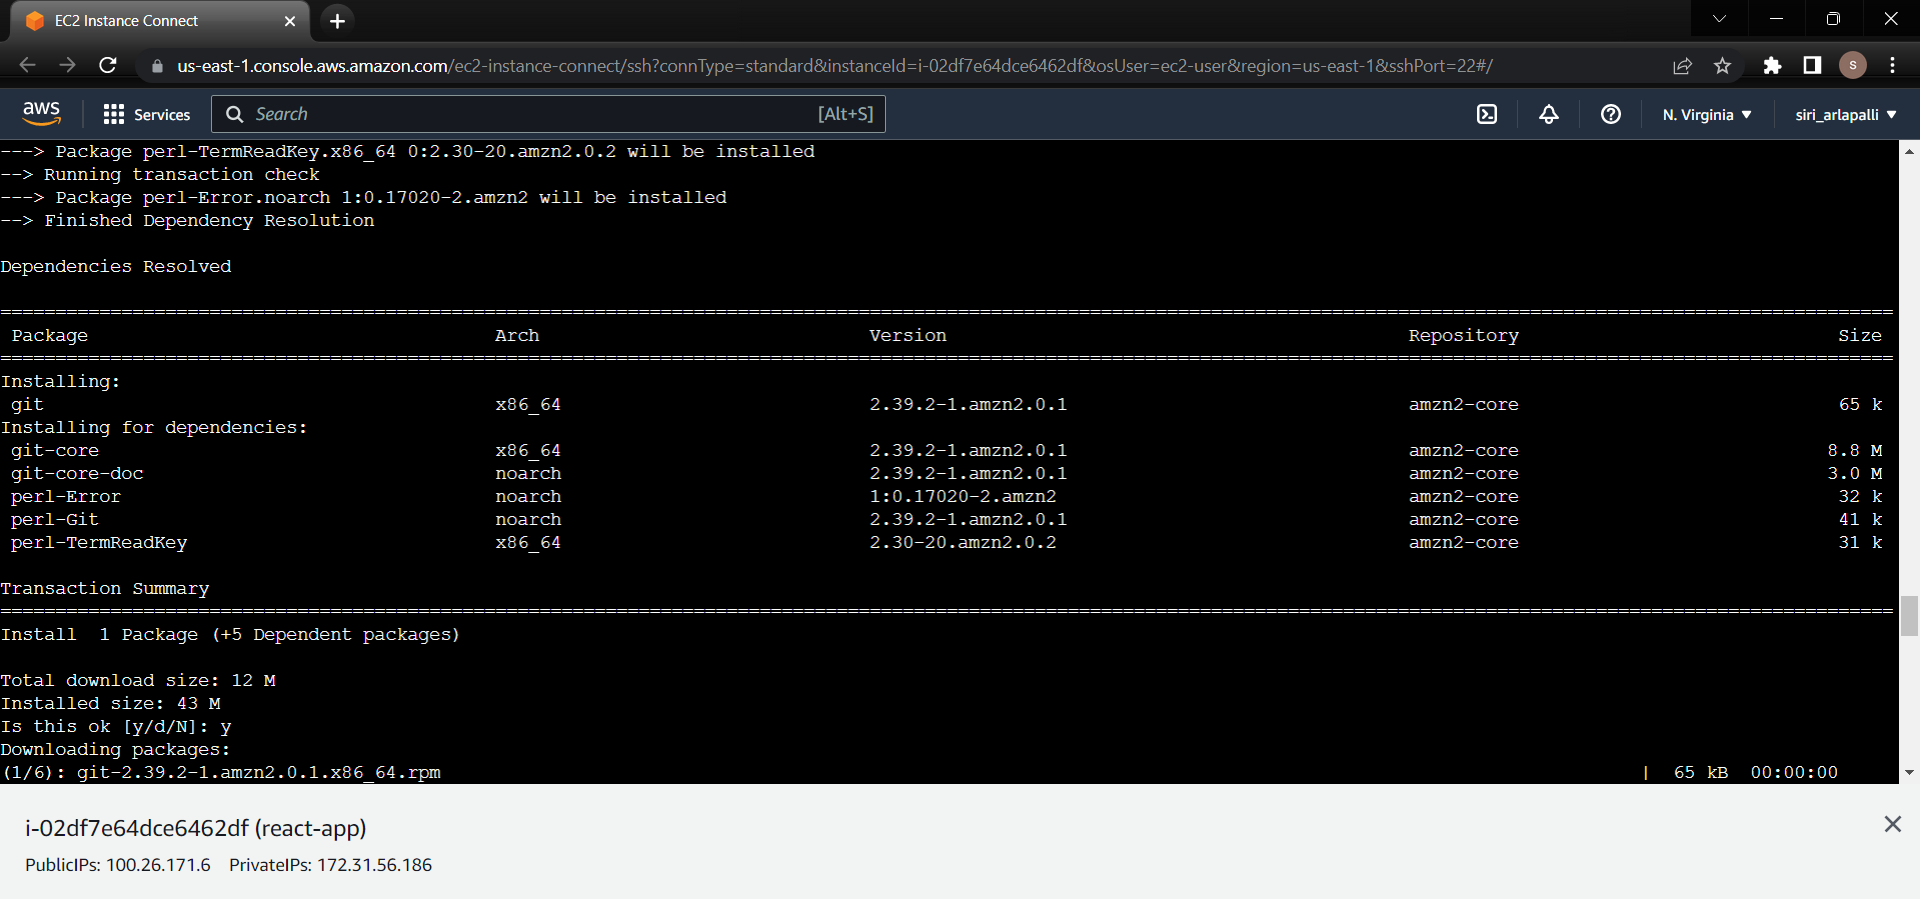 EC2 Instance Connect
us-east-1.console.aws.amazon.com/ec2-instance-connect/ssh?connType=standard&instanceId=i-02df7e64dce6462df&osUser=ec2-user&region=us-east-1&sshPort=22#/
S
aws Services Search [Alt+S] N. Virginia siri_arlapalli
---> Package perl-TermReadKey.x86_64 0:2.30-20.amzn2.0.2 will be installed
--> Running transaction check
---> Package perl-Error.noarch 1:0.17020-2.amzn2 will be installed
--> Finished Dependency Resolution
Dependencies Resolved
Package Arch Version Repository Size
Installing:
git x86_64 2.39.2-1.amzn2.0.1 amzn2-core 65 k
Installing for dependencies:
git-core x86_64 2.39.2-1.amzn2.0.1 amzn2-core 8.8 M
git-core-doc noarch 2.39.2-1.amzn2.0.1 amzn2-core 3.0 M
perl-Error noarch 1:0.17020-2.amzn2 amzn2-core 32 k
perl-Git noarch 2.39.2-1.amzn2.0.1 amzn2-core 41 k
perl-TermReadKey x86_64 2.30-20.amzn2.0.2 amzn2-core 31 k
Transaction Summary
Install 1 Package (+5 Dependent packages)
Total download size: 12 M
Installed size: 43 M
Is this ok [y/d/N]: y
Downloading packages:
(1/6): git-2.39.2-1.amzn2.0.1.x86_64.rpm | 65 kB 00:00:00
i-02df7e64dce6462df (react-app)
PublicIPs: 100.26.171.6 PrivateIPs: 172.31.56.186